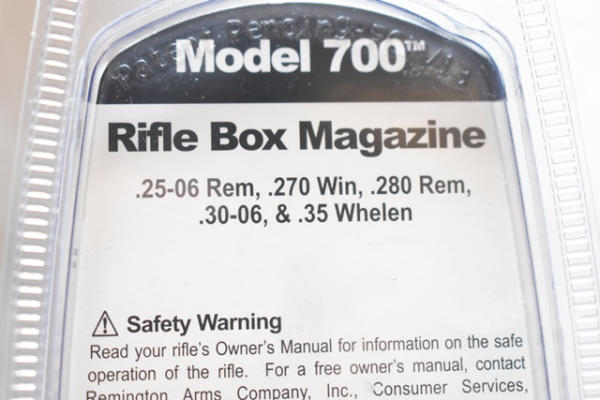 Patent Pending
Model 700™
Rifle Box Magazine
.25-06 Rem, .270 Win, .280 Rem,
.30-06, & .35 Whelen
⚠ Safety Warning
Read your rifle's Owner's Manual for information on the safe
operation of the rifle. For a free owner's manual, contact
Remington Arms Company, Inc., Consumer Services,